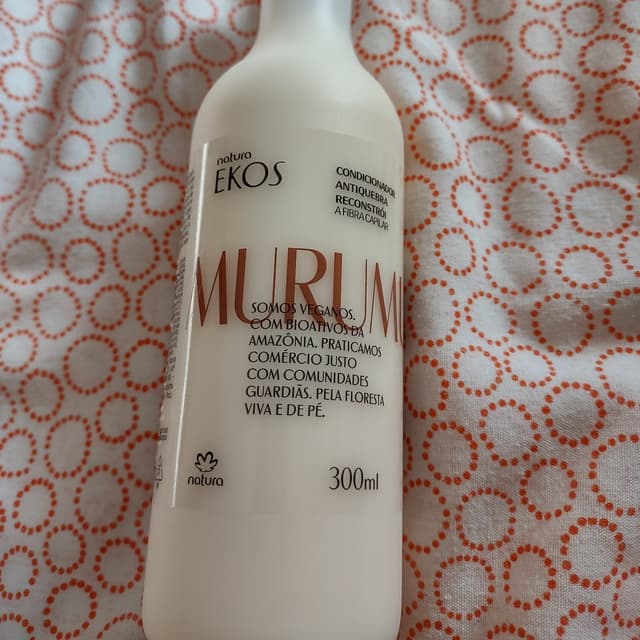 natura
EKOS
CONDICIONADOR
ANTIQUEBRA
RECONSTRÓI
A FIBRA CAPILAR
MURUMU
SOMOS VEGANOS.
COM BIOATIVOS DA
AMAZÔNIA. PRATICAMOS
COMÉRCIO JUSTO
COM COMUNIDADES
GUARDIÃS. PELA FLORESTA
VIVA E DE PÉ.
natura
300ml